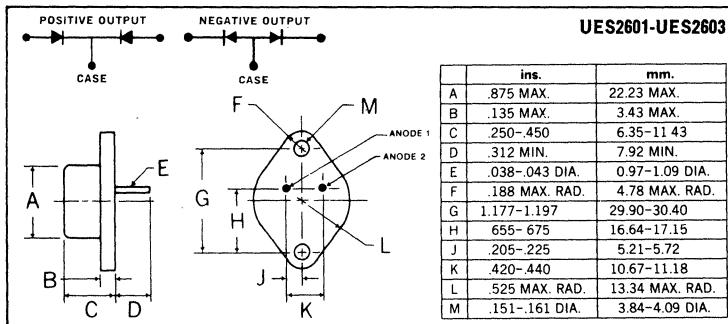 POSITIVE OUTPUT
CASE
NEGATIVE OUTPUT
CASE
UES2601-UES2603
F
M
ANODE 1
ANODE 2
E
A
G
H
L
B
C
D
J
K
ins. mm.
A .875 MAX. 22.23 MAX.
B .135 MAX. 3.43 MAX.
C .250-.450 6.35-11 43
D .312 MIN. 7.92 MIN.
E .038-.043 DIA. 0.97-1.09 DIA.
F .188 MAX. RAD. 4.78 MAX. RAD.
G 1.177-1.197 29.90-30.40
H 655- 675 16.64-17.15
J .205-.225 5.21-5.72
K .420-.440 10.67-11.18
L .525 MAX. RAD. 13.34 MAX. RAD.
M .151-.161 DIA. 3.84-4.09 DIA.